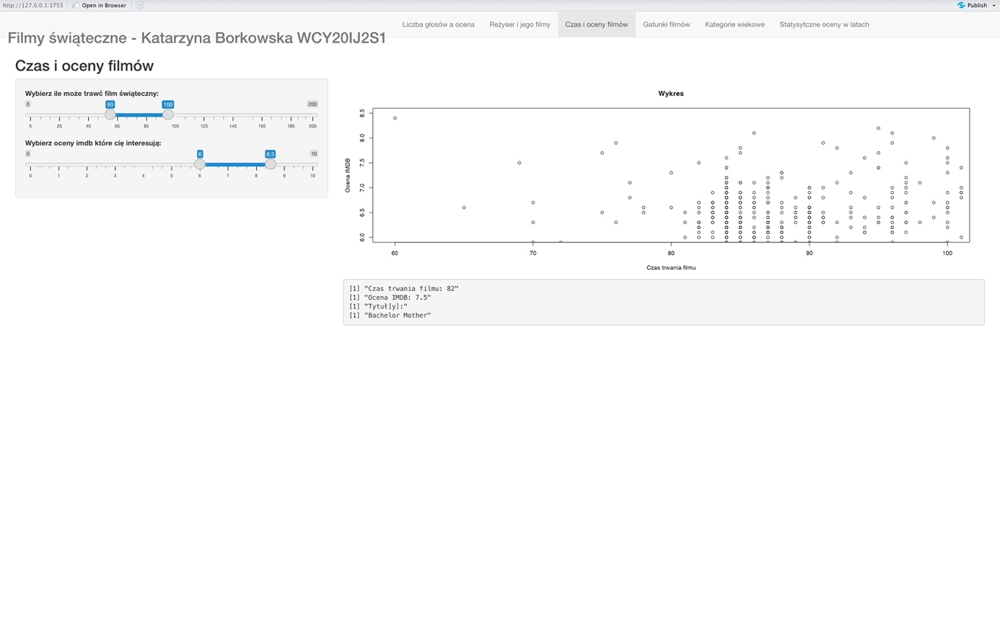 http://127.0.0.1:3755 Open in Browser Publish
Liczba głosów a ocena Reżyser i jego filmy Czas i oceny filmów Gatunki filmów Kategorie wiekowe Statysytczne oceny w latach
Filmy świąteczne - Katarzyna Borkowska WCY20IJ2S1
Czas i oceny filmów
Wybierz ile może trawć film świąteczny:
5 60 100 200
5 25 45 65 85 105 125 145 165 185 200
Wybierz oceny imdb które cię interesują:
0 6 8.5 10
0 1 2 3 4 5 6 7 8 9 10
Wykres
8.5
8.0
7.5
7.0
6.5
6.0
Ocena IMDB
60 70 80 90 100
Czas trwania filmu
[1] "Czas trwania filmu: 82"
[1] "Ocena IMDB: 7.5"
[1] "Tytuł[y]:"
[1] "Bachelor Mother"